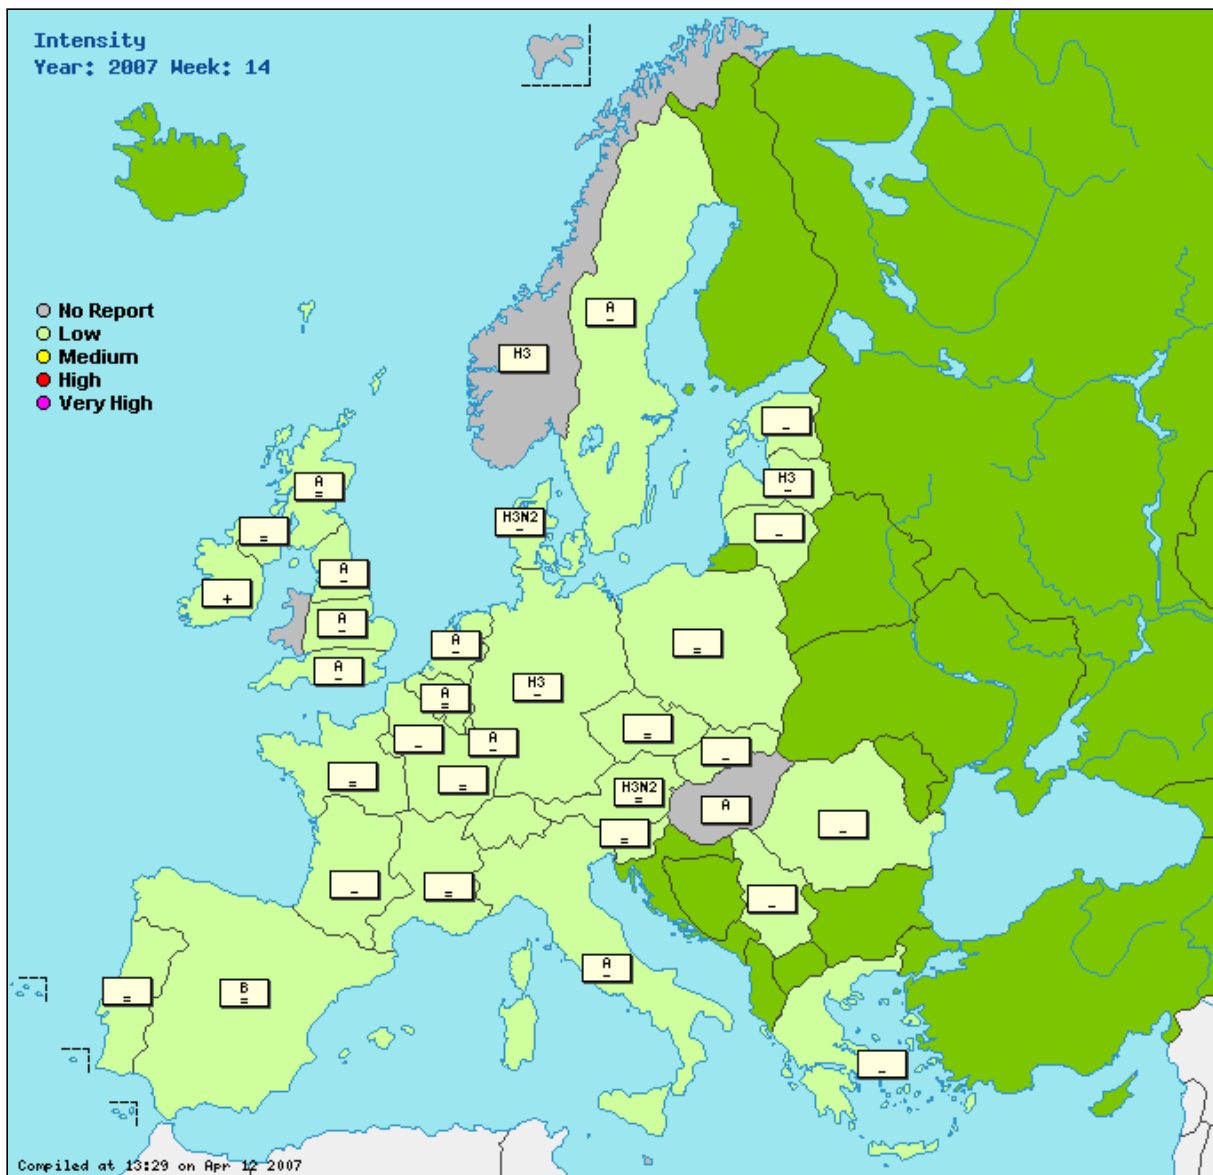 Intensity
Year: 2007 Week: 14
No Report
Low
Medium
High
Very High
A
-
H3
-
A
=
H3
-
H3N2
-
=
-
A
-
+
A
-
A
-
=
A
-
H3
-
A
=
=
-
A
-
-
=
=
H3N2
=
A
-
=
-
=
-
A
-
=
B
=
-
Compiled at 13:29 on Apr 12 2007